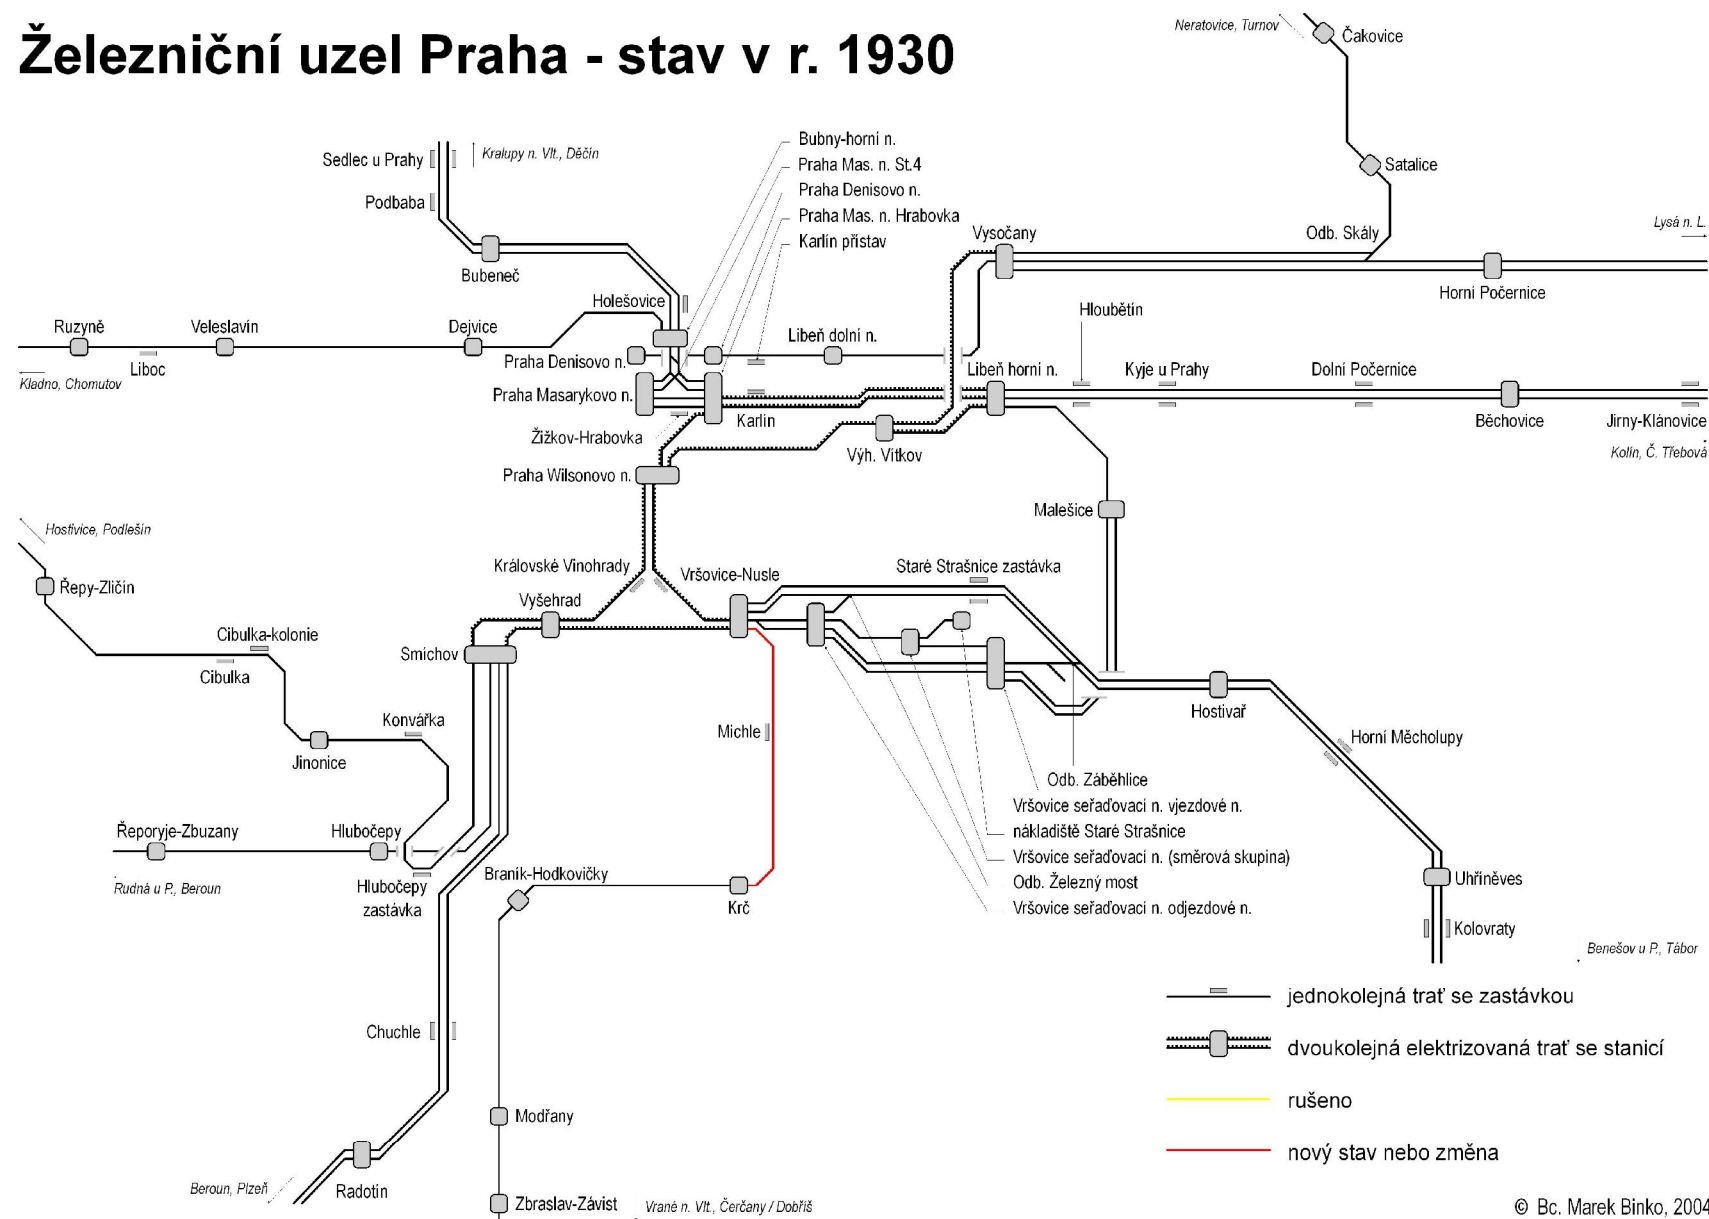 Železniční uzel Praha - stav v r. 1930
Neratovice, Turnov
Čakovice
Bubny-horní n.
Sedlec u Prahy
Kralupy n. Vlt., Děčín
Praha Mas. n. St.4
Satalice
Podbaba
Praha Denisovo n.
Praha Mas. n. Hrabovka
Lysá n. L.
Karlín přístav
Vysočany
Odb. Skály
Bubeneč
Holešovice
Horní Počernice
Hloubětín
Ruzyně
Veleslavín
Dejvice
Libeň dolní n.
Liboc
Praha Denisovo n.
Libeň horní n.
Kyje u Prahy
Dolní Počernice
Kladno, Chomutov
Praha Masarykovo n.
Karlín
Běchovice
Jirny-Klánovice
Žižkov-Hrabovka
Výh. Vítkov
Kolín, Č. Třebová
Praha Wilsonovo n.
Malešice
Hostivice, Podlešín
Královské Vinohrady
Vršovice-Nusle
Staré Strašnice zastávka
Řepy-Zličín
Vyšehrad
Cibulka-kolonie
Smíchov
Cibulka
Hostivař
Konvářka
Michle
Horní Měcholupy
Jinonice
Odb. Záběhlice
Vršovice seřaďovací n. vjezdové n.
Řeporyje-Zbuzany
Hlubočepy
nákladiště Staré Strašnice
Vršovice seřaďovací n. (směrová skupina)
Braník-Hodkovičky
Odb. Železný most
Uhříněves
Rudná u P., Beroun
Hlubočepy
zastávka
Krč
Vršovice seřaďovací n. odjezdové n.
Kolovraty
Benešov u P., Tábor
jednokolejná trať se zastávkou
Chuchle
dvoukolejná elektrizovaná trať se stanicí
rušeno
Modřany
nový stav nebo změna
Beroun, Plzeň
Radotín
Zbraslav-Závist
Vrané n. Vlt., Čerčany / Dobříš
© Bc. Marek Binko, 2004